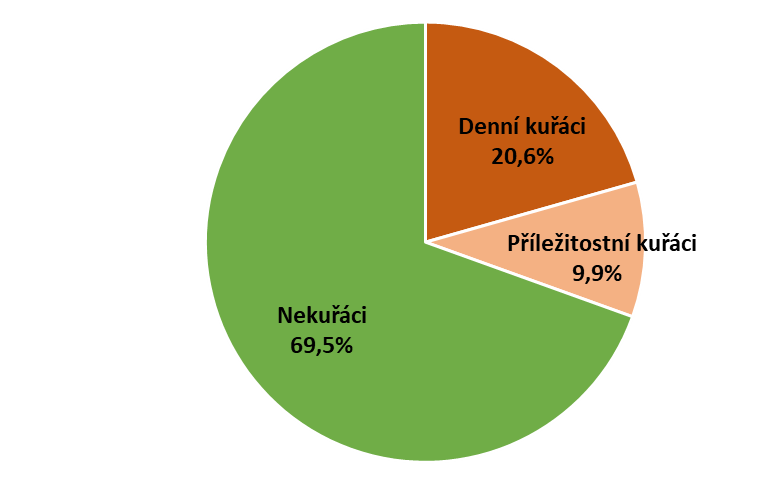 Denní kuřáci
20,6%
Příležitostní kuřáci
9,9%
Nekuřáci
69,5%